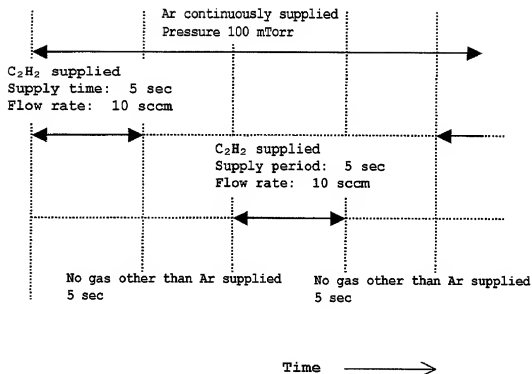 Ar continuously supplied
Pressure 100 mTorr
C₂H₂ supplied
Supply time: 5 sec
Flow rate: 10 sccm
C₂H₂ supplied
Supply period: 5 sec
Flow rate: 10 sccm
No gas other than Ar supplied
5 sec
No gas other than Ar supplied
5 sec
Time